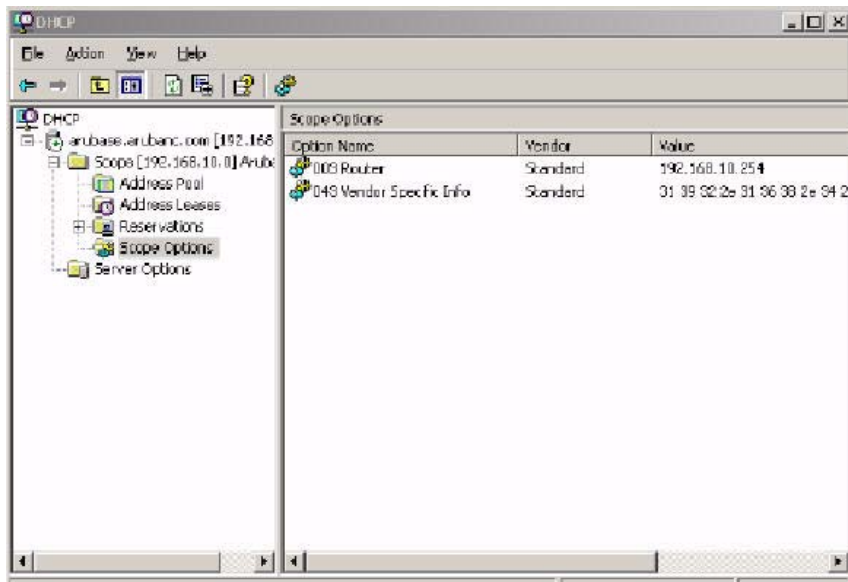 DHCP
File Action View Help
DHCP
arubase.arubanc.com [192.168
Scope [192.168.10.0] Aruba
Address Pool
Address Leases
Reservations
Scope Options
Server Options
Scope Options
Option Name Vendor Value
003 Router Standard 192.168.10.254
043 Vendor Specific Info Standard 31 39 32 2e 31 36 38 2e 34 2